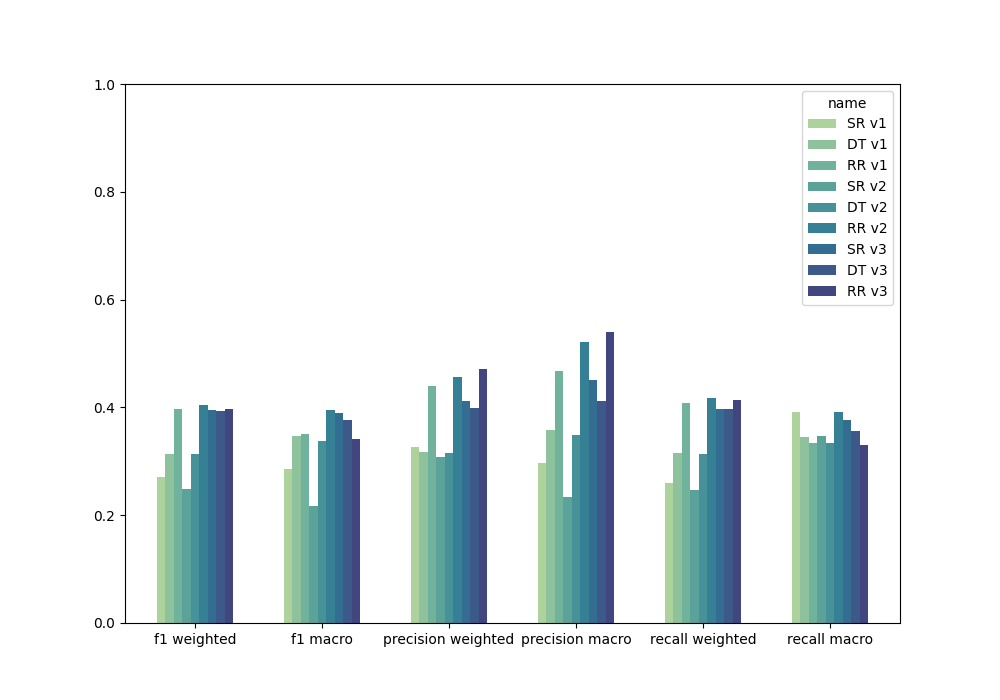 1.0
0.8
0.6
0.4
0.2
0.0
name
SR v1
DT v1
RR v1
SR v2
DT v2
RR v2
SR v3
DT v3
RR v3
f1 weighted f1 macro precision weighted precision macro recall weighted recall macro